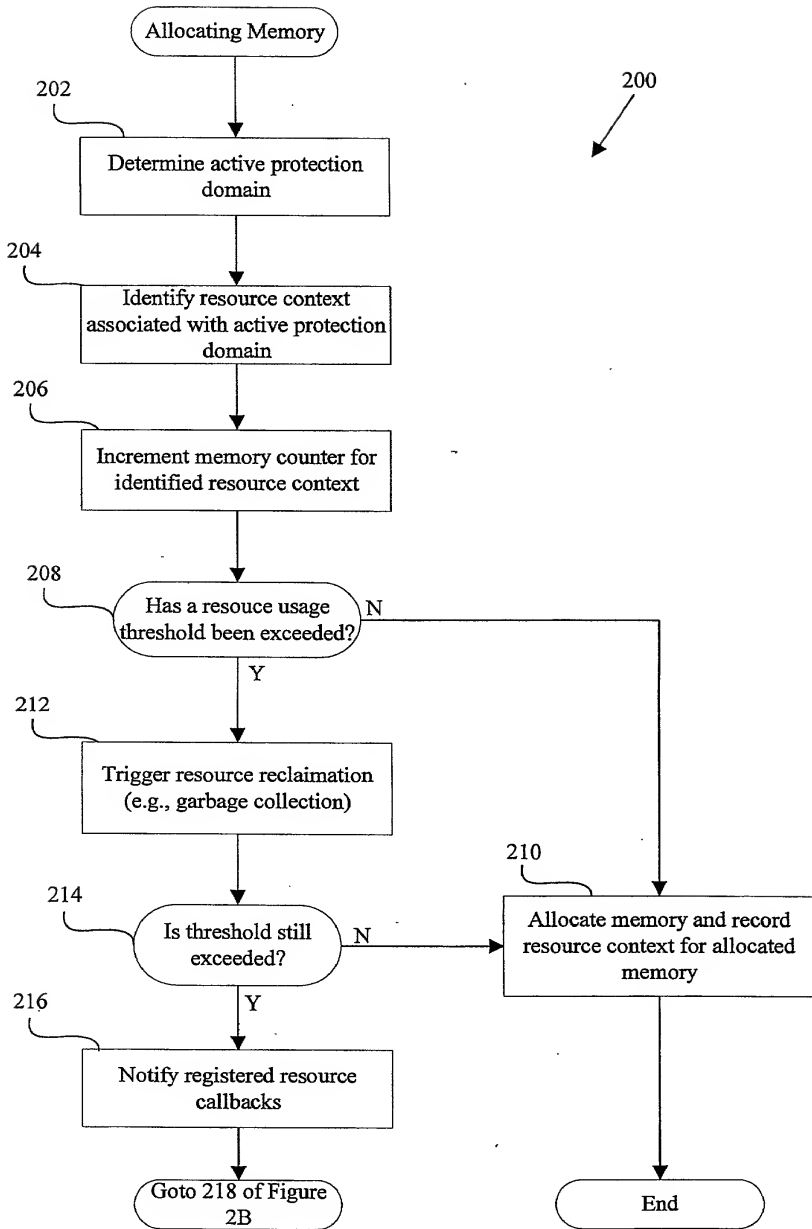 Allocating Memory
200
202
Determine active protection
domain
204
Identify resource context
associated with active protection
domain
206
Increment memory counter for
identified resource context
208
Has a resouce usage
threshold been exceeded?
N
Y
212
Trigger resource reclaimation
(e.g., garbage collection)
214
Is threshold still
exceeded?
N
Y
210
Allocate memory and record
resource context for allocated
memory
216
Notify registered resource
callbacks
Goto 218 of Figure
2B
End